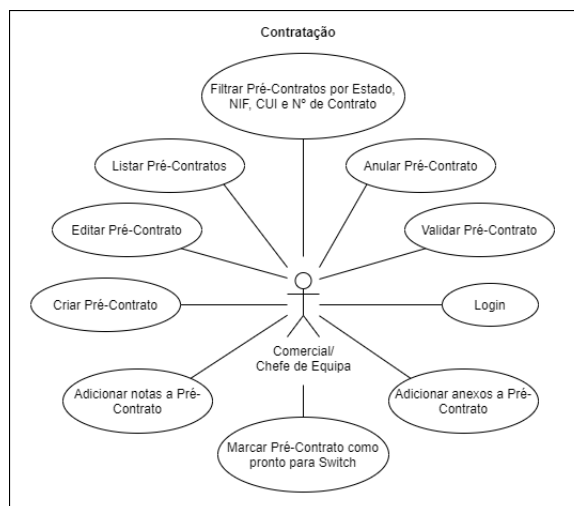 Contratação
Filtrar Pré-Contratos por Estado,
NIF, CUI e Nº de Contrato
Listar Pré-Contratos
Anular Pré-Contrato
Editar Pré-Contrato
Validar Pré-Contrato
Criar Pré-Contrato
Login
Comercial/
Chefe de Equipa
Adicionar notas a Pré-
Contrato
Adicionar anexos a Pré-
Contrato
Marcar Pré-Contrato como
pronto para Switch